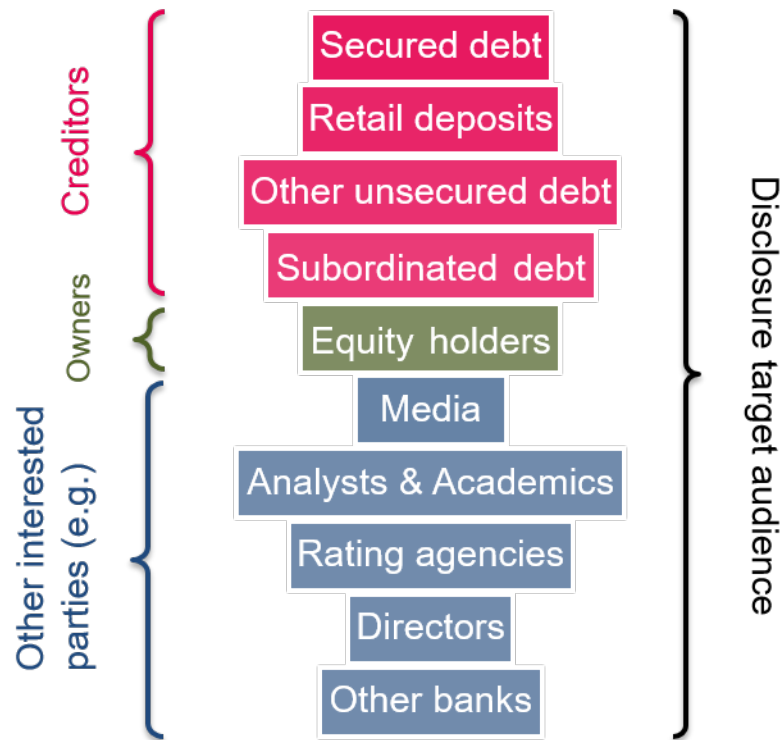 Creditors
Secured debt
Retail deposits
Other unsecured debt
Subordinated debt
Owners
Equity holders
Other interested
parties (e.g.)
Media
Analysts & Academics
Rating agencies
Directors
Other banks
Disclosure target audience